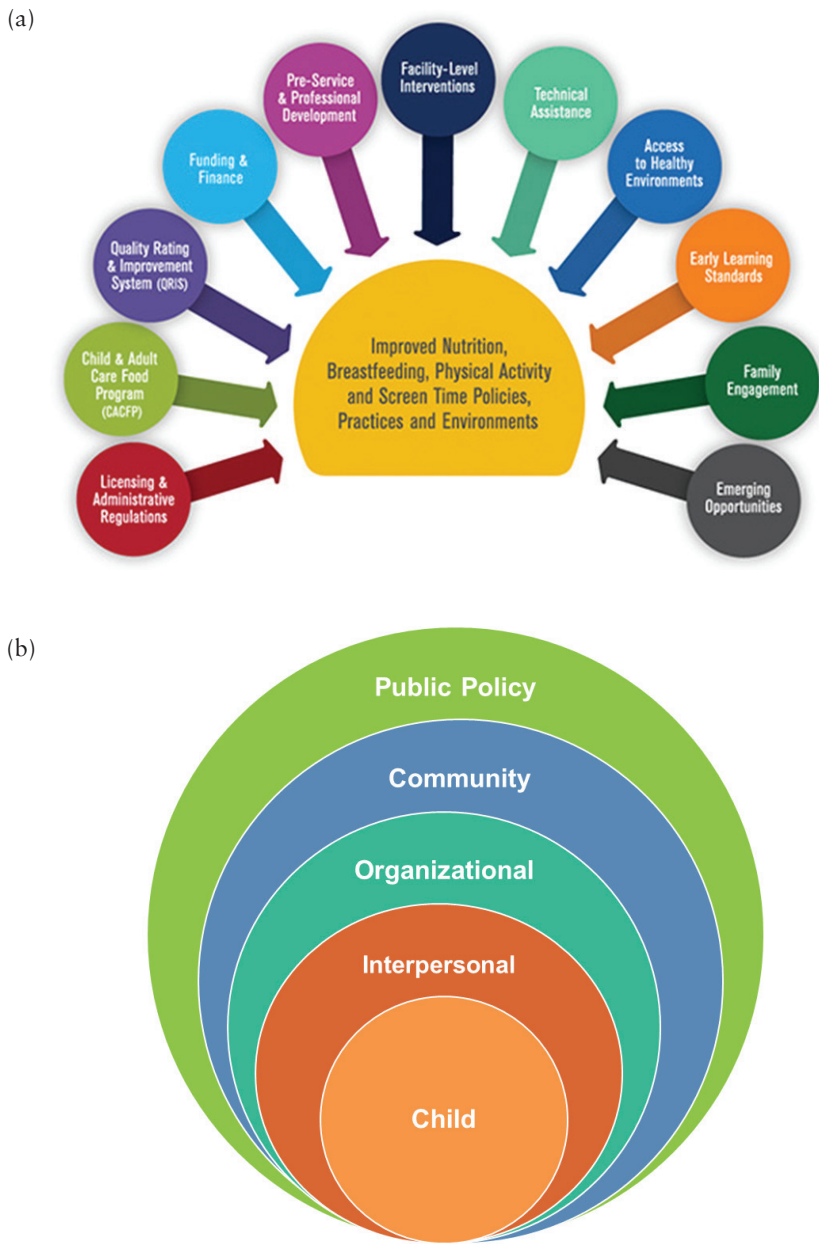 (a)
Facility-Level
Interventions
Pre-Service
& Professional
Development
Technical
Assistance
Funding &
Finance
Access
to Healthy
Environments
Quality Rating
& Improvement
System (QRIS)
Early Learning
Standards
Child & Adult
Care Food
Program
(CACFP)
Improved Nutrition,
Breastfeeding, Physical Activity
and Screen Time Policies,
Practices and Environments
Family
Engagement
Licensing &
Administrative
Regulations
Emerging
Opportunities
(b)
Public Policy
Community
Organizational
Interpersonal
Child